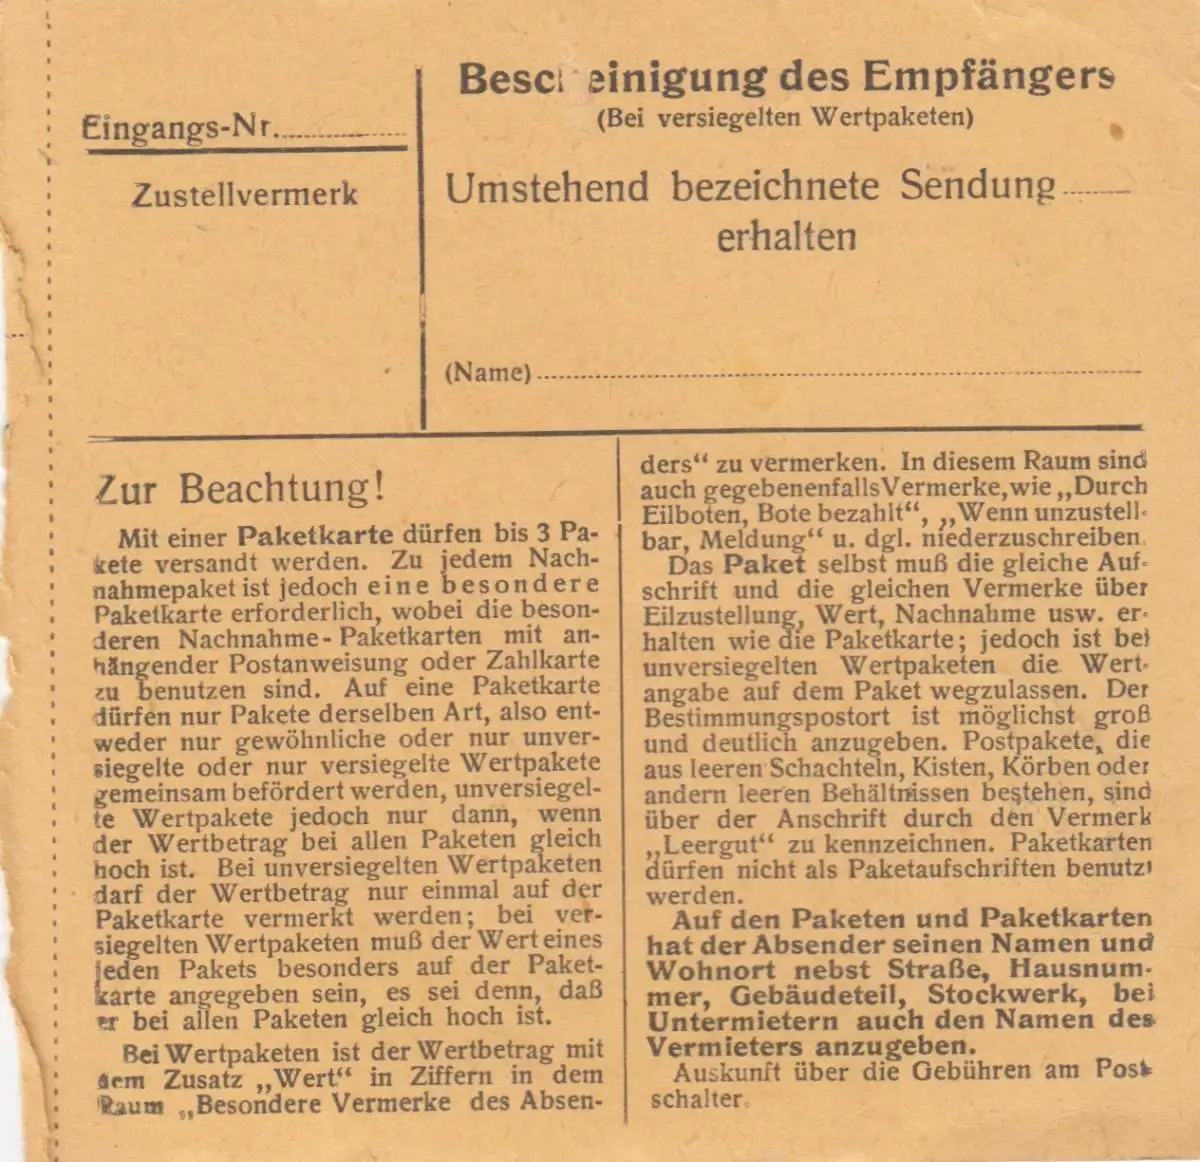 Eingangs-Nr.
Zustellvermerk
Bescheinigung des Empfängers
(Bei versiegelten Wertpaketen)
Umstehend bezeichnete Sendung
erhalten
(Name)
Zur Beachtung!
Mit einer Paketkarte dürfen bis 3 Pa-
kete versandt werden. Zu jedem Nach-
nahmepaket ist jedoch eine besondere
Paketkarte erforderlich, wobei die beson-
deren Nachnahme-Paketkarten mit an-
hängender Postanweisung oder Zahlkarte
zu benutzen sind. Auf eine Paketkarte
dürfen nur Pakete derselben Art, also ent-
weder nur gewöhnliche oder nur unver-
siegelte oder nur versiegelte Wertpakete
gemeinsam befördert werden, unversiegel-
te Wertpakete jedoch nur dann, wenn
der Wertbetrag bei allen Paketen gleich
hoch ist. Bei unversiegelten Wertpaketen
darf der Wertbetrag nur einmal auf der
Paketkarte vermerkt werden; bei ver-
siegelten Wertpaketen muß der Wert eines
jeden Pakets besonders auf der Paket-
karte angegeben sein, es sei denn, daß
er bei allen Paketen gleich hoch ist.
Bei Wertpaketen ist der Wertbetrag mit
dem Zusatz „Wert“ in Ziffern in dem
Raum „Besondere Vermerke des Absen-
ders“ zu vermerken. In diesem Raum sind
auch gegebenenfalls Vermerke, wie „Durch
Eilboten, Bote bezahlt“, „Wenn unzustell-
bar, Meldung“ u. dgl. niederzuschreiben.
Das Paket selbst muß die gleiche Auf-
schrift und die gleichen Vermerke über
Eilzustellung, Wert, Nachnahme usw. er-
halten wie die Paketkarte; jedoch ist bei
unversiegelten Wertpaketen die Wert-
angabe auf dem Paket wegzulassen. Der
Bestimmungspostort ist möglichst groß
und deutlich anzugeben. Postpakete, die
aus leeren Schachteln, Kisten, Körben oder
andern leeren Behältnissen bestehen, sind
über der Anschrift durch den Vermerk
„Leergut“ zu kennzeichnen. Paketkarten
dürfen nicht als Paketaufschriften benutzt
werden.
Auf den Paketen und Paketkarten
hat der Absender seinen Namen und
Wohnort nebst Straße, Hausnum-
mer, Gebäudeteil, Stockwerk, bei
Untermietern auch den Namen des
Vermieters anzugeben.
Auskunft über die Gebühren am Post-
schalter.